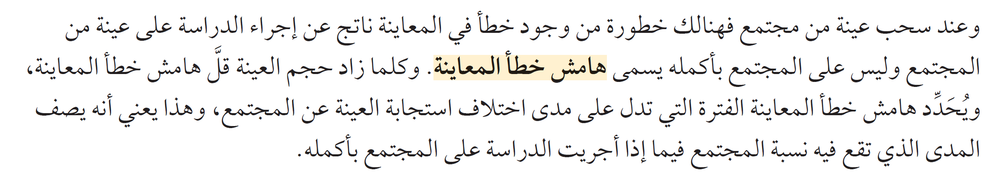 وعند سحب عينة من مجتمع فهنالك خطورة من وجود خطأ في المعاينة ناتج عن إجراء الدراسة على عينة من
المجتمع وليس على المجتمع بأكمله يسمى هامش خطأ المعاينة. وكلما زاد حجم العينة قلَّ هامش خطأ المعاينة،
ويُحَدِّد هامش خطأ المعاينة الفترة التي تدل على مدى اختلاف استجابة العينة عن المجتمع، وهذا يعني أنه يصف
المدى الذي تقع فيه نسبة المجتمع فيما إذا أجريت الدراسة على المجتمع بأكمله.